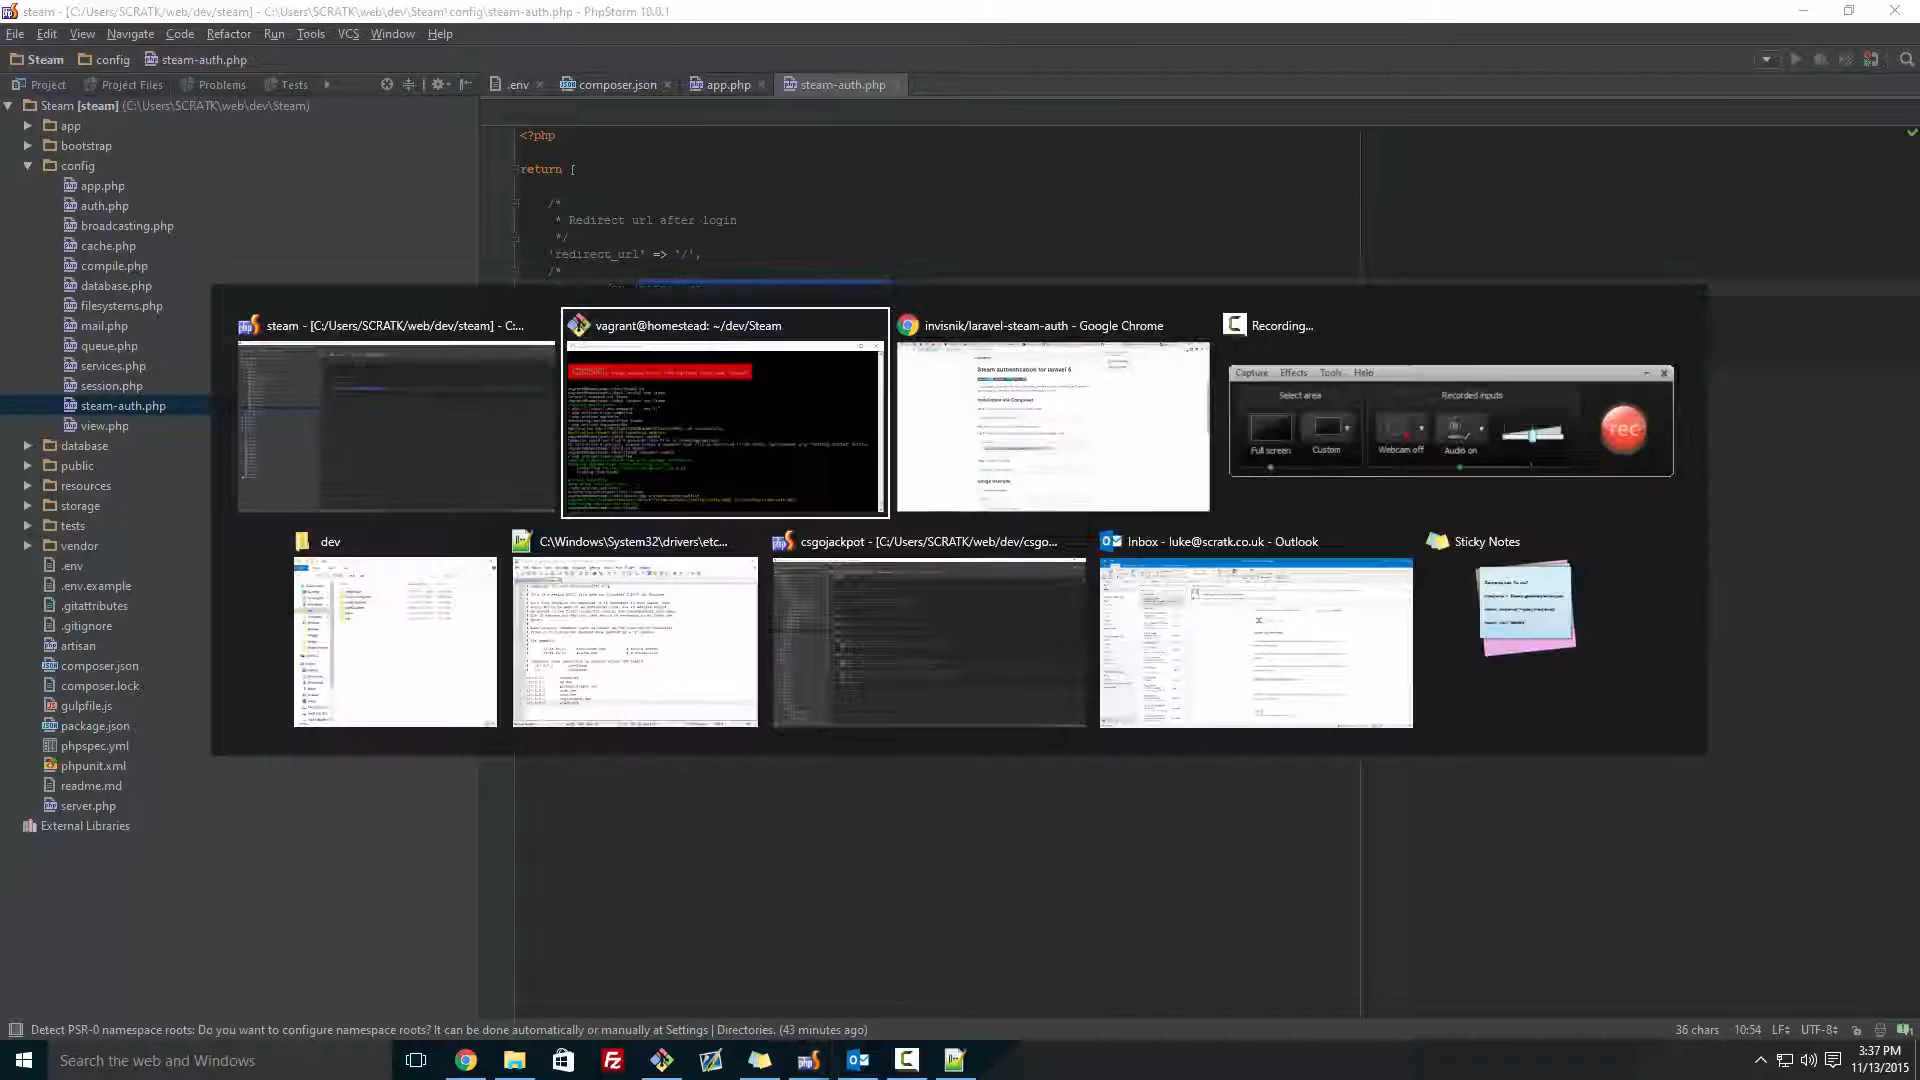 steam - [C:/Users/SCRATK/web/dev/steam] - C:\Users\SCRATK\web\dev\Steam\config\steam-auth.php - PhpStorm 10.0.1
File Edit View Navigate Code Refactor Run Tools VCS Window Help
Steam config steam-auth.php
Project Project Files Problems Tests .env composer.json app.php steam-auth.php
Steam [steam] (C:\Users\SCRATK\web\dev\Steam)
app
bootstrap
config
app.php
auth.php
broadcasting.php
cache.php
compile.php
database.php
filesystems.php
mail.php
queue.php
services.php
session.php
steam-auth.php
view.php
database
public
resources
storage
tests
vendor
.env
.env.example
.gitattributes
.gitignore
artisan
composer.json
composer.lock
gulpfile.js
package.json
phpspec.yml
phpunit.xml
readme.md
server.php
External Libraries
<?php
return [
/*
* Redirect url after login
*/
'redirect_url' => '/',
/*
steam - [C:/Users/SCRATK/web/dev/steam] - C:...
vagrant@homestead: ~/dev/Steam
invisnik/laravel-steam-auth - Google Chrome
Recording...
Steam authentication for laravel 5
Installation Via Composer
Usage example
Capture Effects Tools Help
Select area Recorded inputs
Full screen Custom Webcam off Audio on
rec
dev
C:\Windows\System32\drivers\etc...
csgojackpot - [C:/Users/SCRATK/web/dev/csgo...
Inbox - luke@scratk.co.uk - Outlook
Sticky Notes
Detect PSR-0 namespace roots: Do you want to configure namespace roots? It can be done automatically or manually at Settings | Directories. (43 minutes ago)
36 chars 10:54 LF÷ UTF-8÷
Search the web and Windows
3:37 PM
11/13/2015